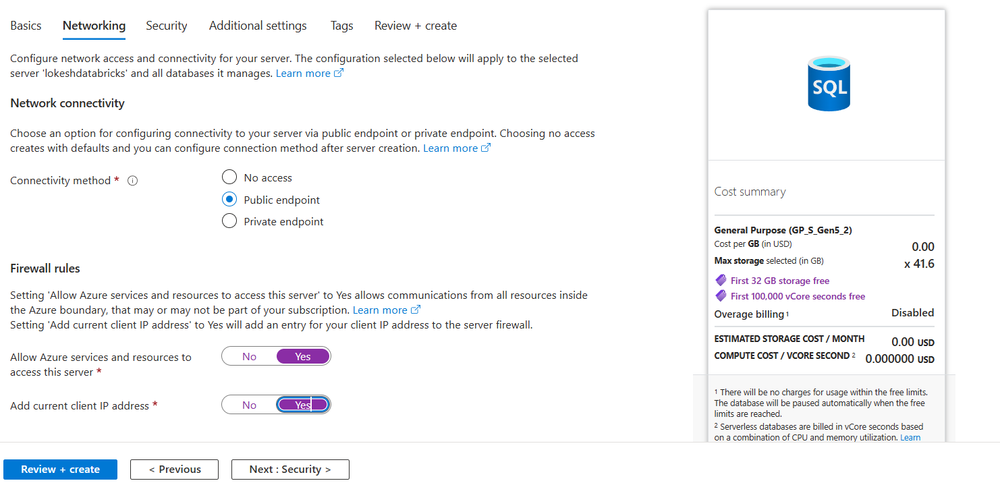 Basics Networking Security Additional settings Tags Review + create
Configure network access and connectivity for your server. The configuration selected below will apply to the selected
server 'lokeshdatabricks' and all databases it manages. Learn more
Network connectivity
Choose an option for configuring connectivity to your server via public endpoint or private endpoint. Choosing no access
creates with defaults and you can configure connection method after server creation. Learn more
Connectivity method *
No access
Public endpoint
Private endpoint
Firewall rules
Setting 'Allow Azure services and resources to access this server' to Yes allows communications from all resources inside
the Azure boundary, that may or may not be part of your subscription. Learn more
Setting 'Add current client IP address' to Yes will add an entry for your client IP address to the server firewall.
Allow Azure services and resources to
access this server *
No Yes
Add current client IP address *
No Yes
Review + create < Previous Next : Security >
SQL
Cost summary
General Purpose (GP_S_Gen5_2)
Cost per GB (in USD) 0.00
Max storage selected (in GB) x 41.6
First 32 GB storage free
First 100,000 vCore seconds free
Overage billing 1 Disabled
ESTIMATED STORAGE COST / MONTH 0.00 USD
COMPUTE COST / VCORE SECOND 2 0.000000 USD
1 There will be no charges for usage within the free limits.
The database will be paused automatically when the free
limits are reached.
2 Serverless databases are billed in vCore seconds based
on a combination of CPU and memory utilization. Learn